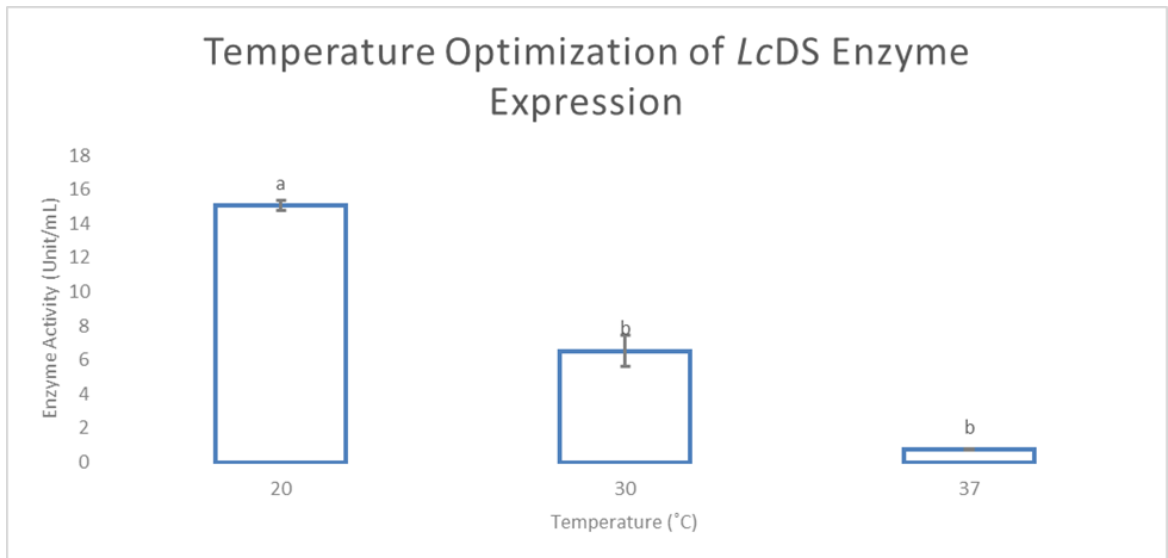 Temperature Optimization of LcDS Enzyme
Expression
Enzyme Activity (Unit/mL)
18
16
14
12
10
8
6
4
2
0
a
b
b
20
30
37
Temperature (˚C)